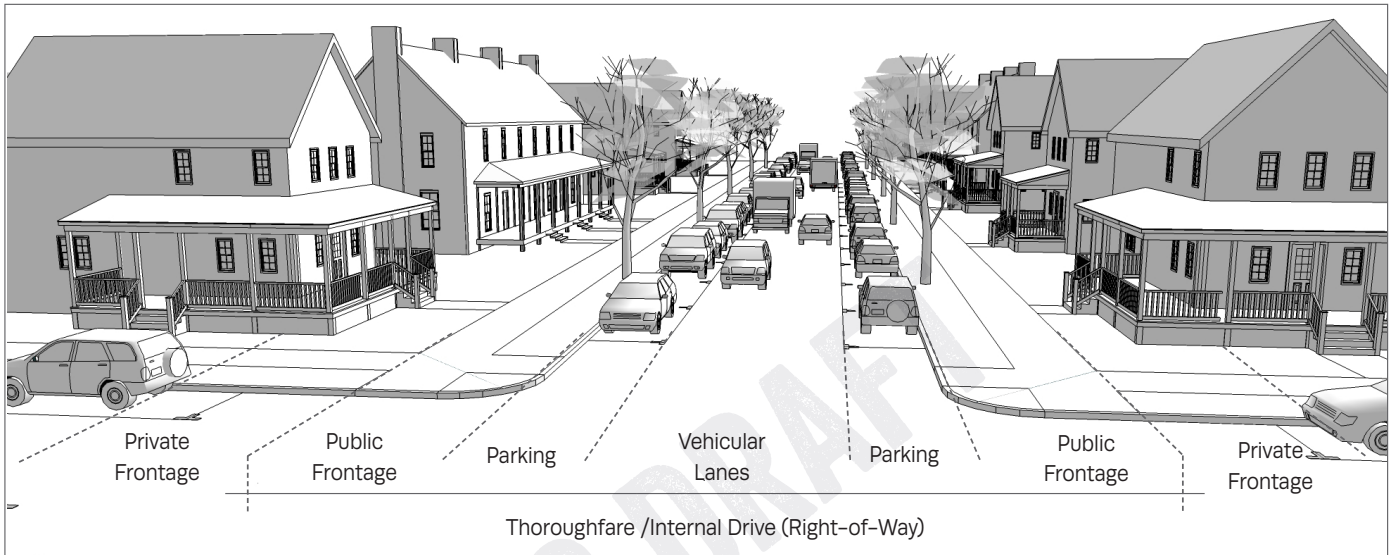 Private
Frontage
Public
Frontage
Parking
Vehicular
Lanes
Parking
Public
Frontage
Private
Frontage
Thoroughfare /Internal Drive (Right-of-Way)
DRAFT